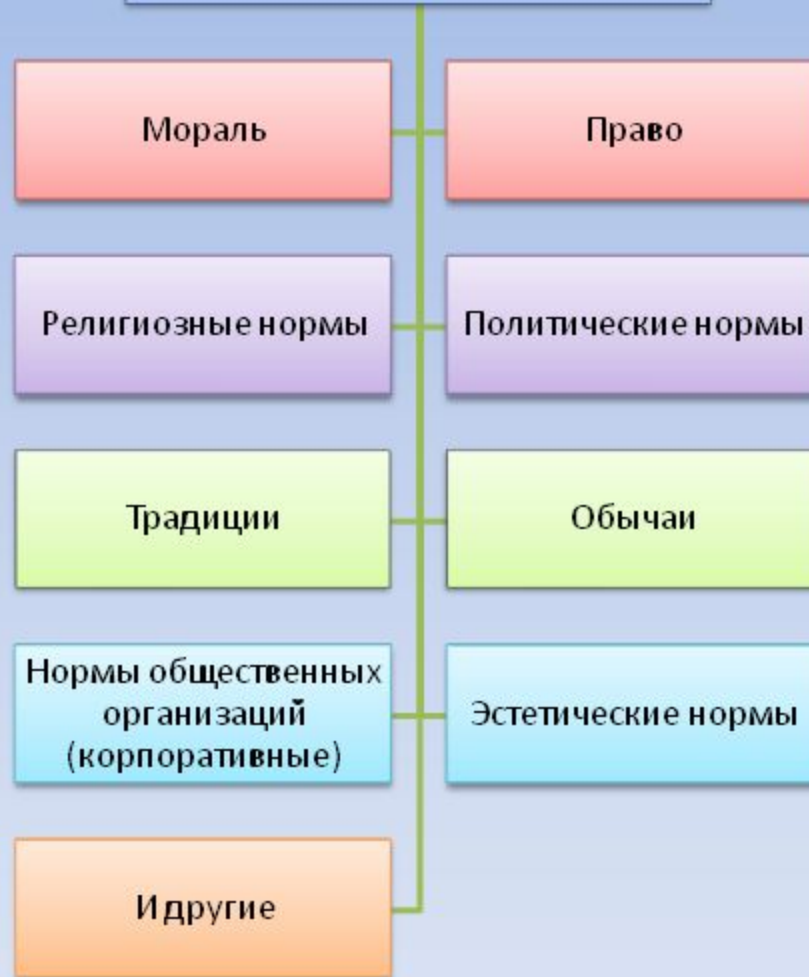 Мораль
Право
Религиозные нормы
Политические нормы
Традиции
Обычаи
Нормы общественных
организаций
(корпоративные)
Эстетические нормы
И другие